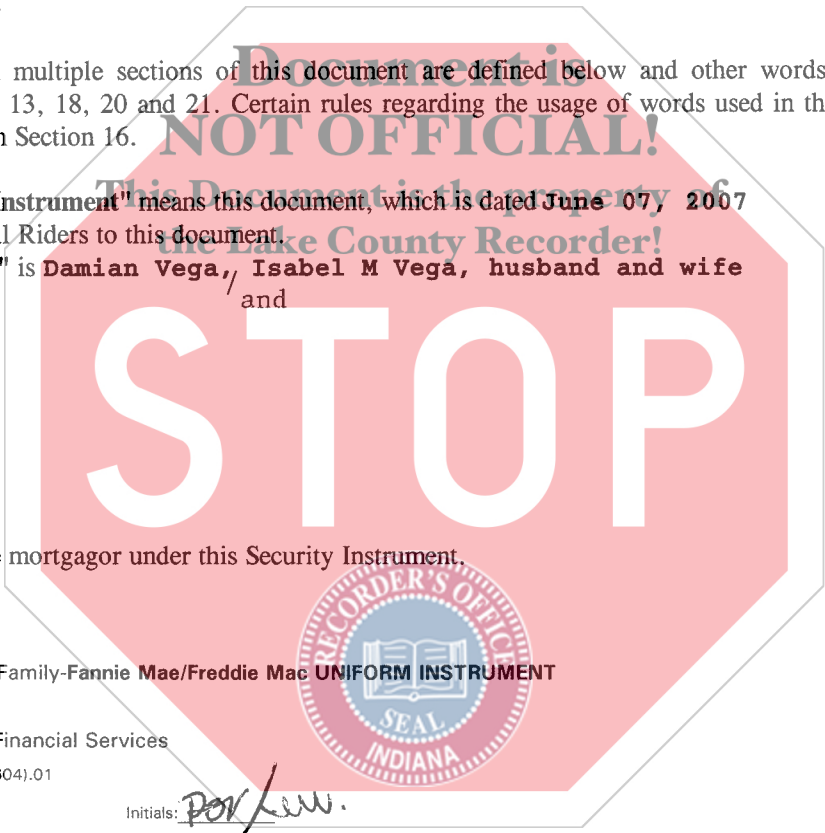 Document is
multiple sections of this document are defined below and other words
13, 18, 20 and 21. Certain rules regarding the usage of words used in th
NOT OFFICIAL!
n Section 16.
This Document is the property of
nstrument" means this document, which is dated June 07, 2007
l Riders to this document.
the Lake County Recorder!
" is Damian Vega, / Isabel M Vega, husband and wife
and
STOP
mortgagor under this Security Instrument.
RECORDER'S OFFICE
SEAL
INDIANA
Family-Fannie Mae/Freddie Mac UNIFORM INSTRUMENT
Financial Services
04).01
Initials: